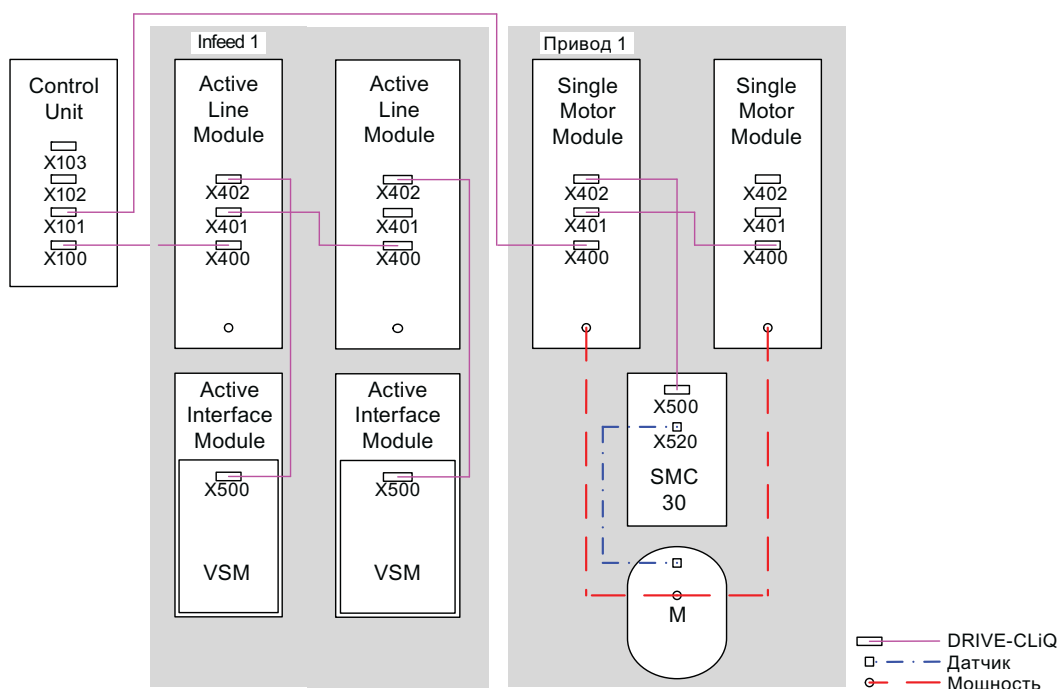 Infeed 1
Привод 1
Control
Unit
X103
X102
X101
X100
Active
Line
Module
X402
X401
X400
Active
Line
Module
X402
X401
X400
Single
Motor
Module
X402
X401
X400
Single
Motor
Module
X402
X401
X400
Active
Interface
Module
X500
VSM
Active
Interface
Module
X500
VSM
X500
X520
SMC
30
M
DRIVE-CLiQ
Датчик
Мощность